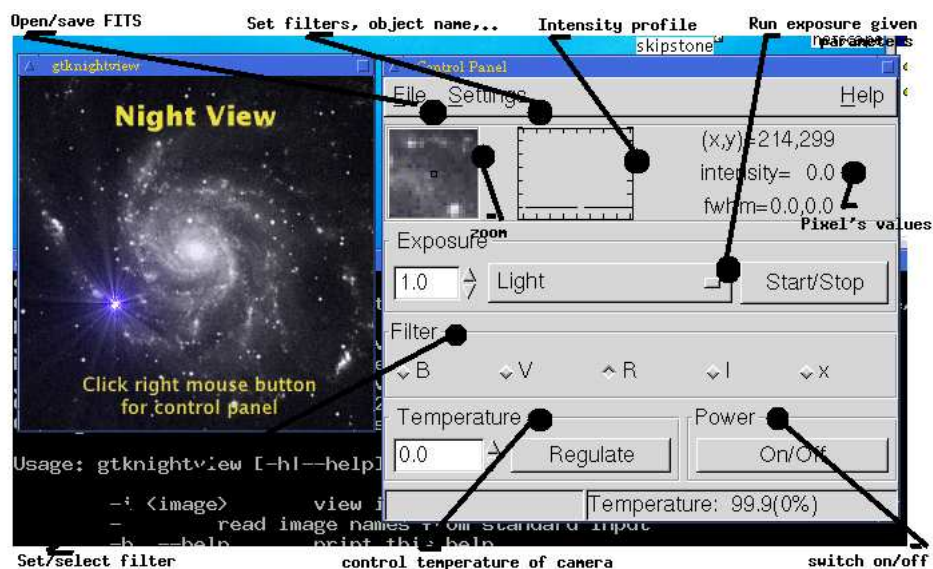 Open/save FITS
Set filters, object name,..
Intensity profile
Run exposure given
parameters
skipstone
gtknightview
Control Panel
File Settings Help
Night View
(x,y)=214,299
intensity= 0.0
fwhm=0.0,0.0
Pixel's values
zoom
Exposure
1.0 Light Start/Stop
Filter
B V R I x
Click right mouse button
for control panel
Temperature
Power
0.0 Regulate On/Off
Temperature: 99.9(0%)
Usage: gtknightview [-h|--help]
-i <image> view i
- read image names from standard input
-h, --help print this help
Set/select filter
control temperature of camera
switch on/off